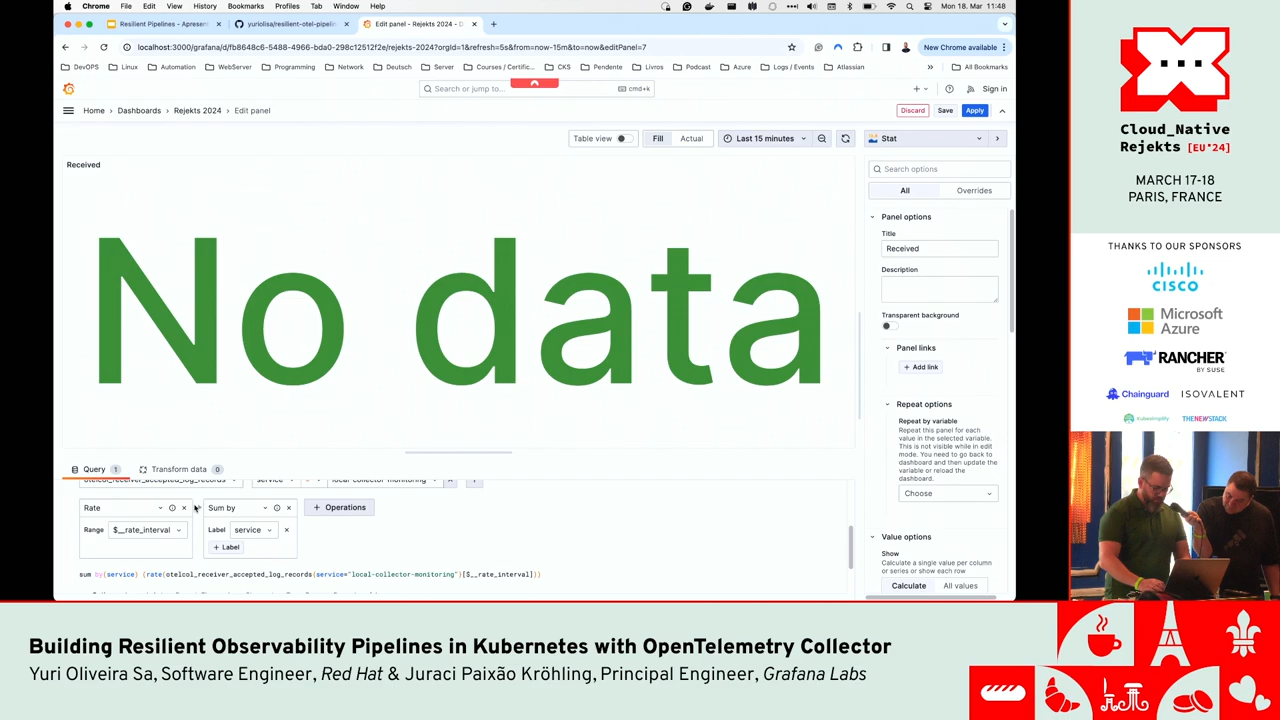 Chrome File Edit View History Bookmarks Profiles Tab Window Help Mon 18. Mar 11:48
Resilient Pipelines - Apresent
yuriolisa/resilient-otel-pipelin
Edit panel - Rejekts 2024 - D
localhost:3000/grafana/d/fb8648c6-5488-4966-bda0-298c12512f2e/rejekts-2024?orgId=1&refresh=5s&from=now-15m&to=now&editPanel=7
New Chrome available
DevOPS Linux Automation WebServer Programming Network Deutsch Server Courses / Certific... CKS Pendente Livros Podcast Azure Logs / Events Atlassian » All Bookmarks
Search or jump to... cmd+k
Sign in
Home > Dashboards > Rejekts 2024 > Edit panel
Discard Save Apply
Table view Fill Actual Last 15 minutes Stat
Received
No data
Search options
All Overrides
Panel options
Title
Received
Description
Transparent background
Panel links
+ Add link
Repeat options
Repeat by variable
Repeat this panel for each
value in the selected variable.
This is not visible while in edit
mode. You need to go back to
dashboard and then update the
variable or reload the
dashboard.
Choose
Value options
Show
Calculate a single value per column
or series or show each row
Calculate All values
Query 1 Transform data 0
otelcol_receiver_accepted_log_records service local-collector-monitoring
Rate Sum by + Operations
Range $__rate_interval Label service
+ Label
sum by(service) (rate(otelcol_receiver_accepted_log_records{service="local-collector-monitoring"}[$__rate_interval]))
Cloud_Native
Rejekts [EU'24]
MARCH 17-18
PARIS, FRANCE
THANKS TO OUR SPONSORS
CISCO
Microsoft
Azure
RANCHER
BY SUSE
Chainguard ISOVALENT
Kubesimplify THENEWSTACK
Building Resilient Observability Pipelines in Kubernetes with OpenTelemetry Collector
Yuri Oliveira Sa, Software Engineer, Red Hat & Juraci Paixão Kröhling, Principal Engineer, Grafana Labs